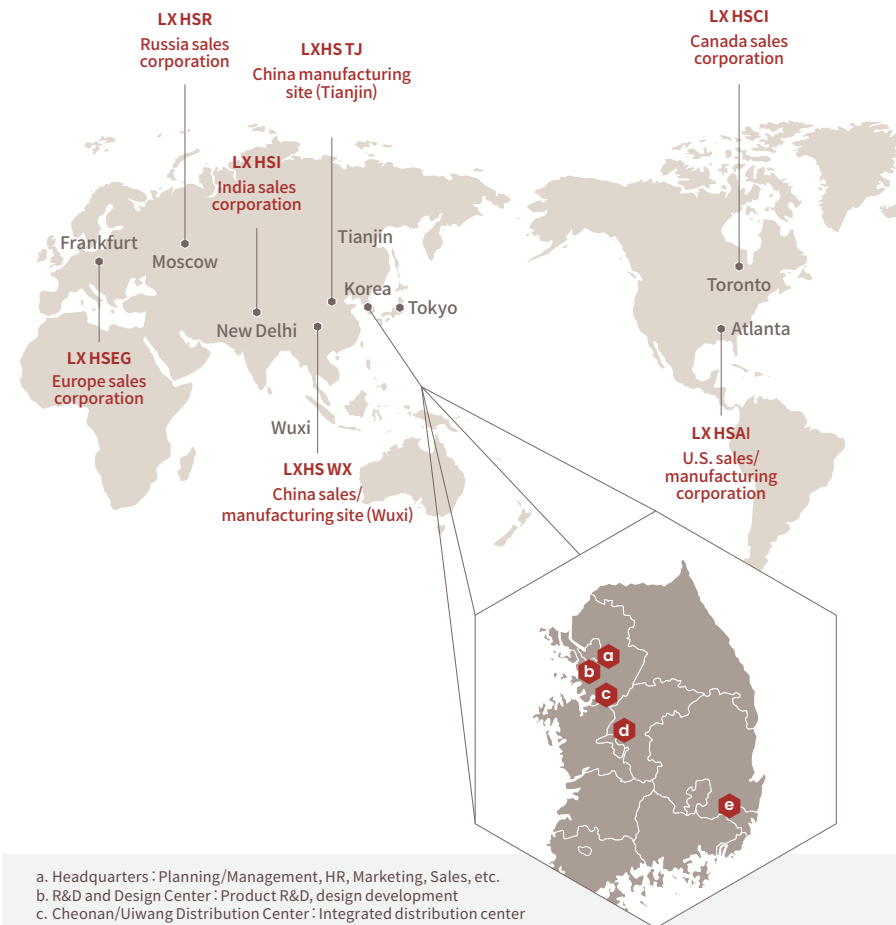 LX HSR
Russia sales
corporation
LXHS TJ
China manufacturing
site (Tianjin)
LX HSCI
Canada sales
corporation
LX HSI
India sales
corporation
Frankfurt
Moscow
Tianjin
Korea
Tokyo
New Delhi
Toronto
Atlanta
LX HSEG
Europe sales
corporation
Wuxi
LXHS WX
China sales/
manufacturing site (Wuxi)
LX HSAI
U.S. sales/
manufacturing
corporation
a
b
c
d
e
a. Headquarters : Planning/Management, HR, Marketing, Sales, etc.
b. R&D and Design Center : Product R&D, design development
c. Cheonan/Uiwang Distribution Center : Integrated distribution center